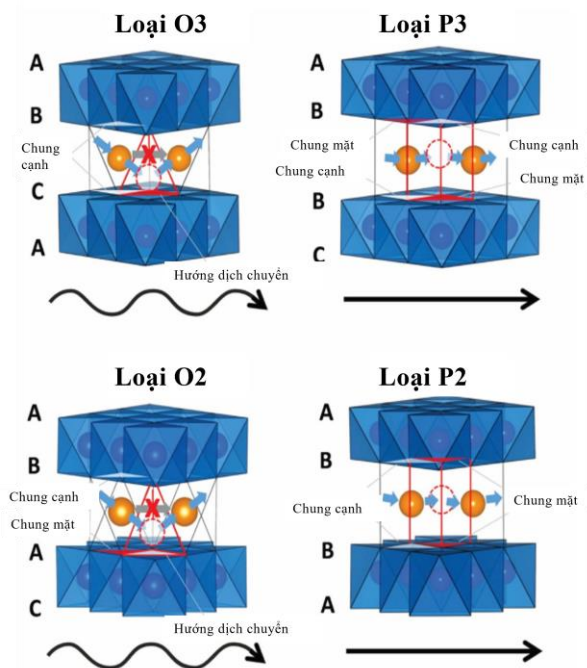 Loại O3
A
B
Chung
cạnh
C
A
Hướng dịch chuyển
Loại P3
A
B
Chung mặt
Chung cạnh
Chung cạnh
Chung mặt
B
C
Loại O2
A
B
Chung cạnh
Chung mặt
A
C
Hướng dịch chuyển
Loại P2
A
B
Chung cạnh
Chung mặt
B
A